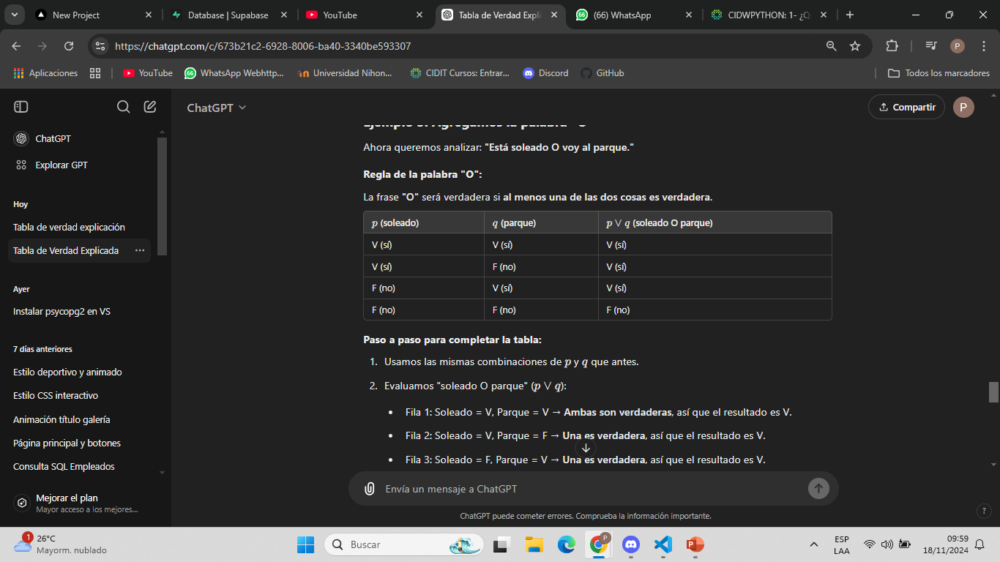 New Project
Database | Supabase
YouTube
Tabla de Verdad Expli
(66) WhatsApp
CIDWPYTHON: 1- ¿Q
https://chatgpt.com/c/673b21c2-6928-8006-ba40-3340be593307
P
Aplicaciones
YouTube
66
WhatsApp Webhttp...
Universidad Nihon...
CIDIT Cursos: Entrar...
Discord
GitHub
Todos los marcadores
ChatGPT
Compartir
P
ChatGPT
Explorar GPT
Hoy
Tabla de verdad explicación
Tabla de Verdad Explicada
Ayer
Instalar psycopg2 en VS
7 días anteriores
Estilo deportivo y animado
Estilo CSS interactivo
Animación título galería
Página principal y botones
Consulta SQL Empleados
Mejorar el plan
Mayor acceso a los mejores...
Agregamos la palabra "O"
Ahora queremos analizar: "Está soleado O voy al parque."
Regla de la palabra "O":
La frase "O" será verdadera si al menos una de las dos cosas es verdadera.
p (soleado) q (parque) p ∨ q (soleado O parque)
V (sí) V (sí) V (sí)
V (sí) F (no) V (sí)
F (no) V (sí) V (sí)
F (no) F (no) F (no)
Paso a paso para completar la tabla:
1. Usamos las mismas combinaciones de p y q que antes.
2. Evaluamos "soleado O parque" (p ∨ q):
• Fila 1: Soleado = V, Parque = V → Ambas son verdaderas, así que el resultado es V.
• Fila 2: Soleado = V, Parque = F → Una es verdadera, así que el resultado es V.
• Fila 3: Soleado = F, Parque = V → Una es verdadera, así que el resultado es V.
Envía un mensaje a ChatGPT
ChatGPT puede cometer errores. Comprueba la información importante.
?
1
26°C
Mayorm. nublado
Buscar
P
ESP
LAA
09:59
18/11/2024